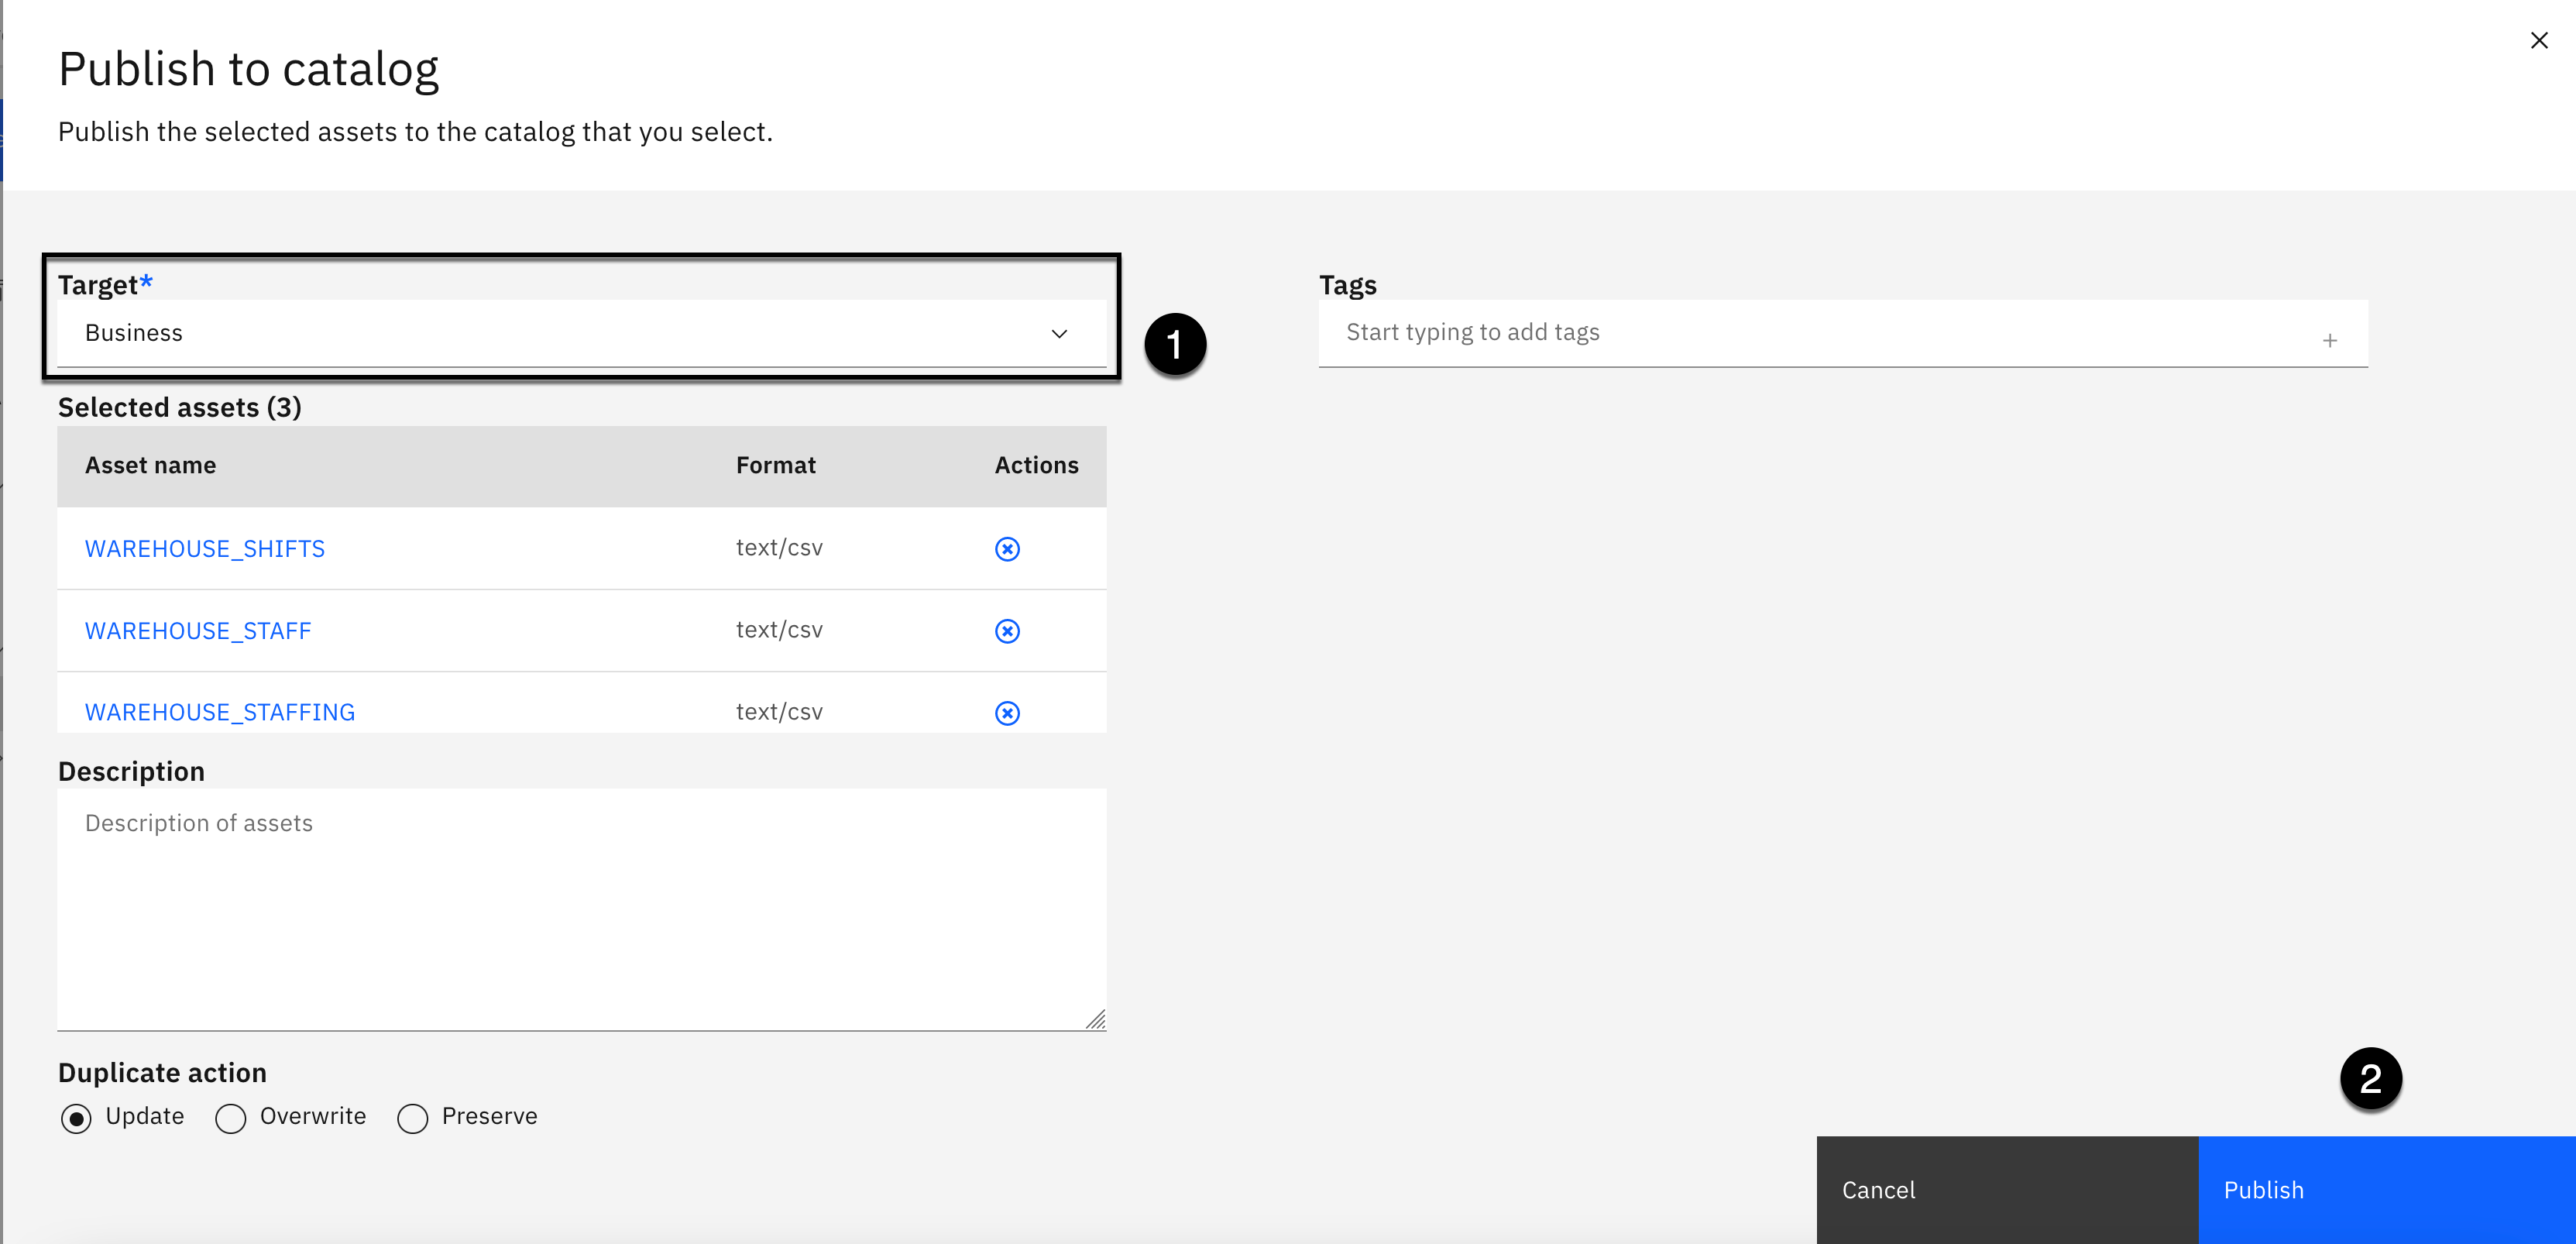 Publish to catalog
Publish the selected assets to the catalog that you select.
Target*
Business
1
Tags
Start typing to add tags
Selected assets (3)
Asset name Format Actions
WAREHOUSE_SHIFTS text/csv
WAREHOUSE_STAFF text/csv
WAREHOUSE_STAFFING text/csv
Description
Description of assets
Duplicate action
Update Overwrite Preserve
2
Cancel Publish